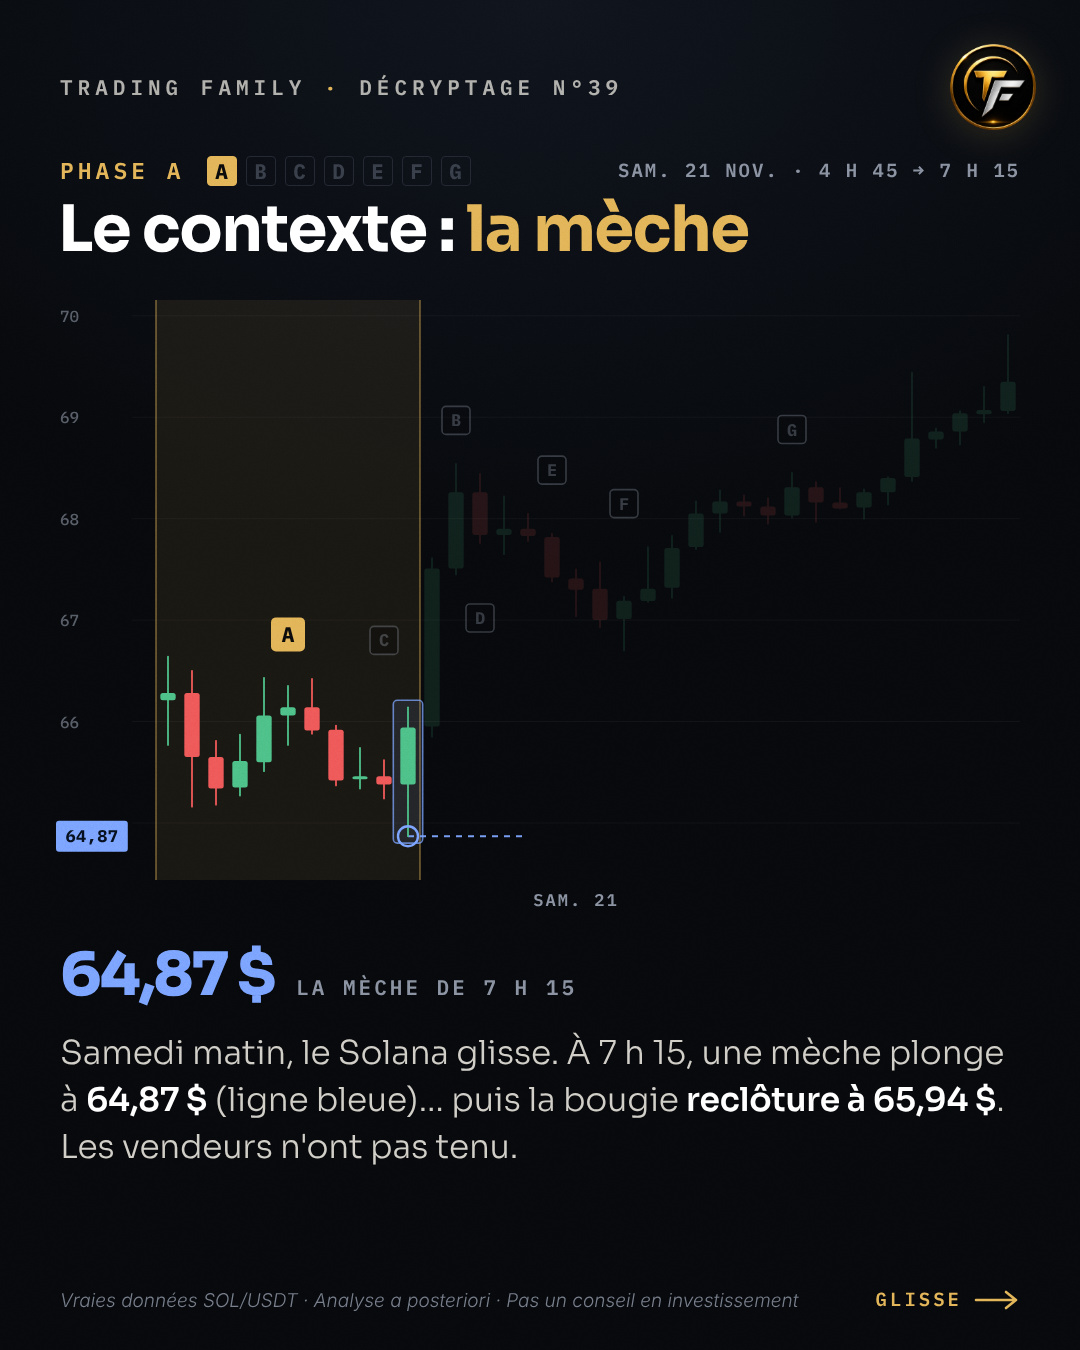 TRADING FAMILY · DÉCRYPTAGE N°39
TF
PHASE A A B C D E F G
SAM. 21 NOV. · 4 H 45 → 7 H 15
Le contexte : la mèche
70
69
68
67
66
64,87
B
E
G
F
D
A
C
SAM. 21
64,87 $ LA MÈCHE DE 7 H 15
Samedi matin, le Solana glisse. À 7 h 15, une mèche plonge
à 64,87 $ (ligne bleue)... puis la bougie reclôture à 65,94 $.
Les vendeurs n'ont pas tenu.
Vraies données SOL/USDT · Analyse a posteriori · Pas un conseil en investissement
GLISSE →